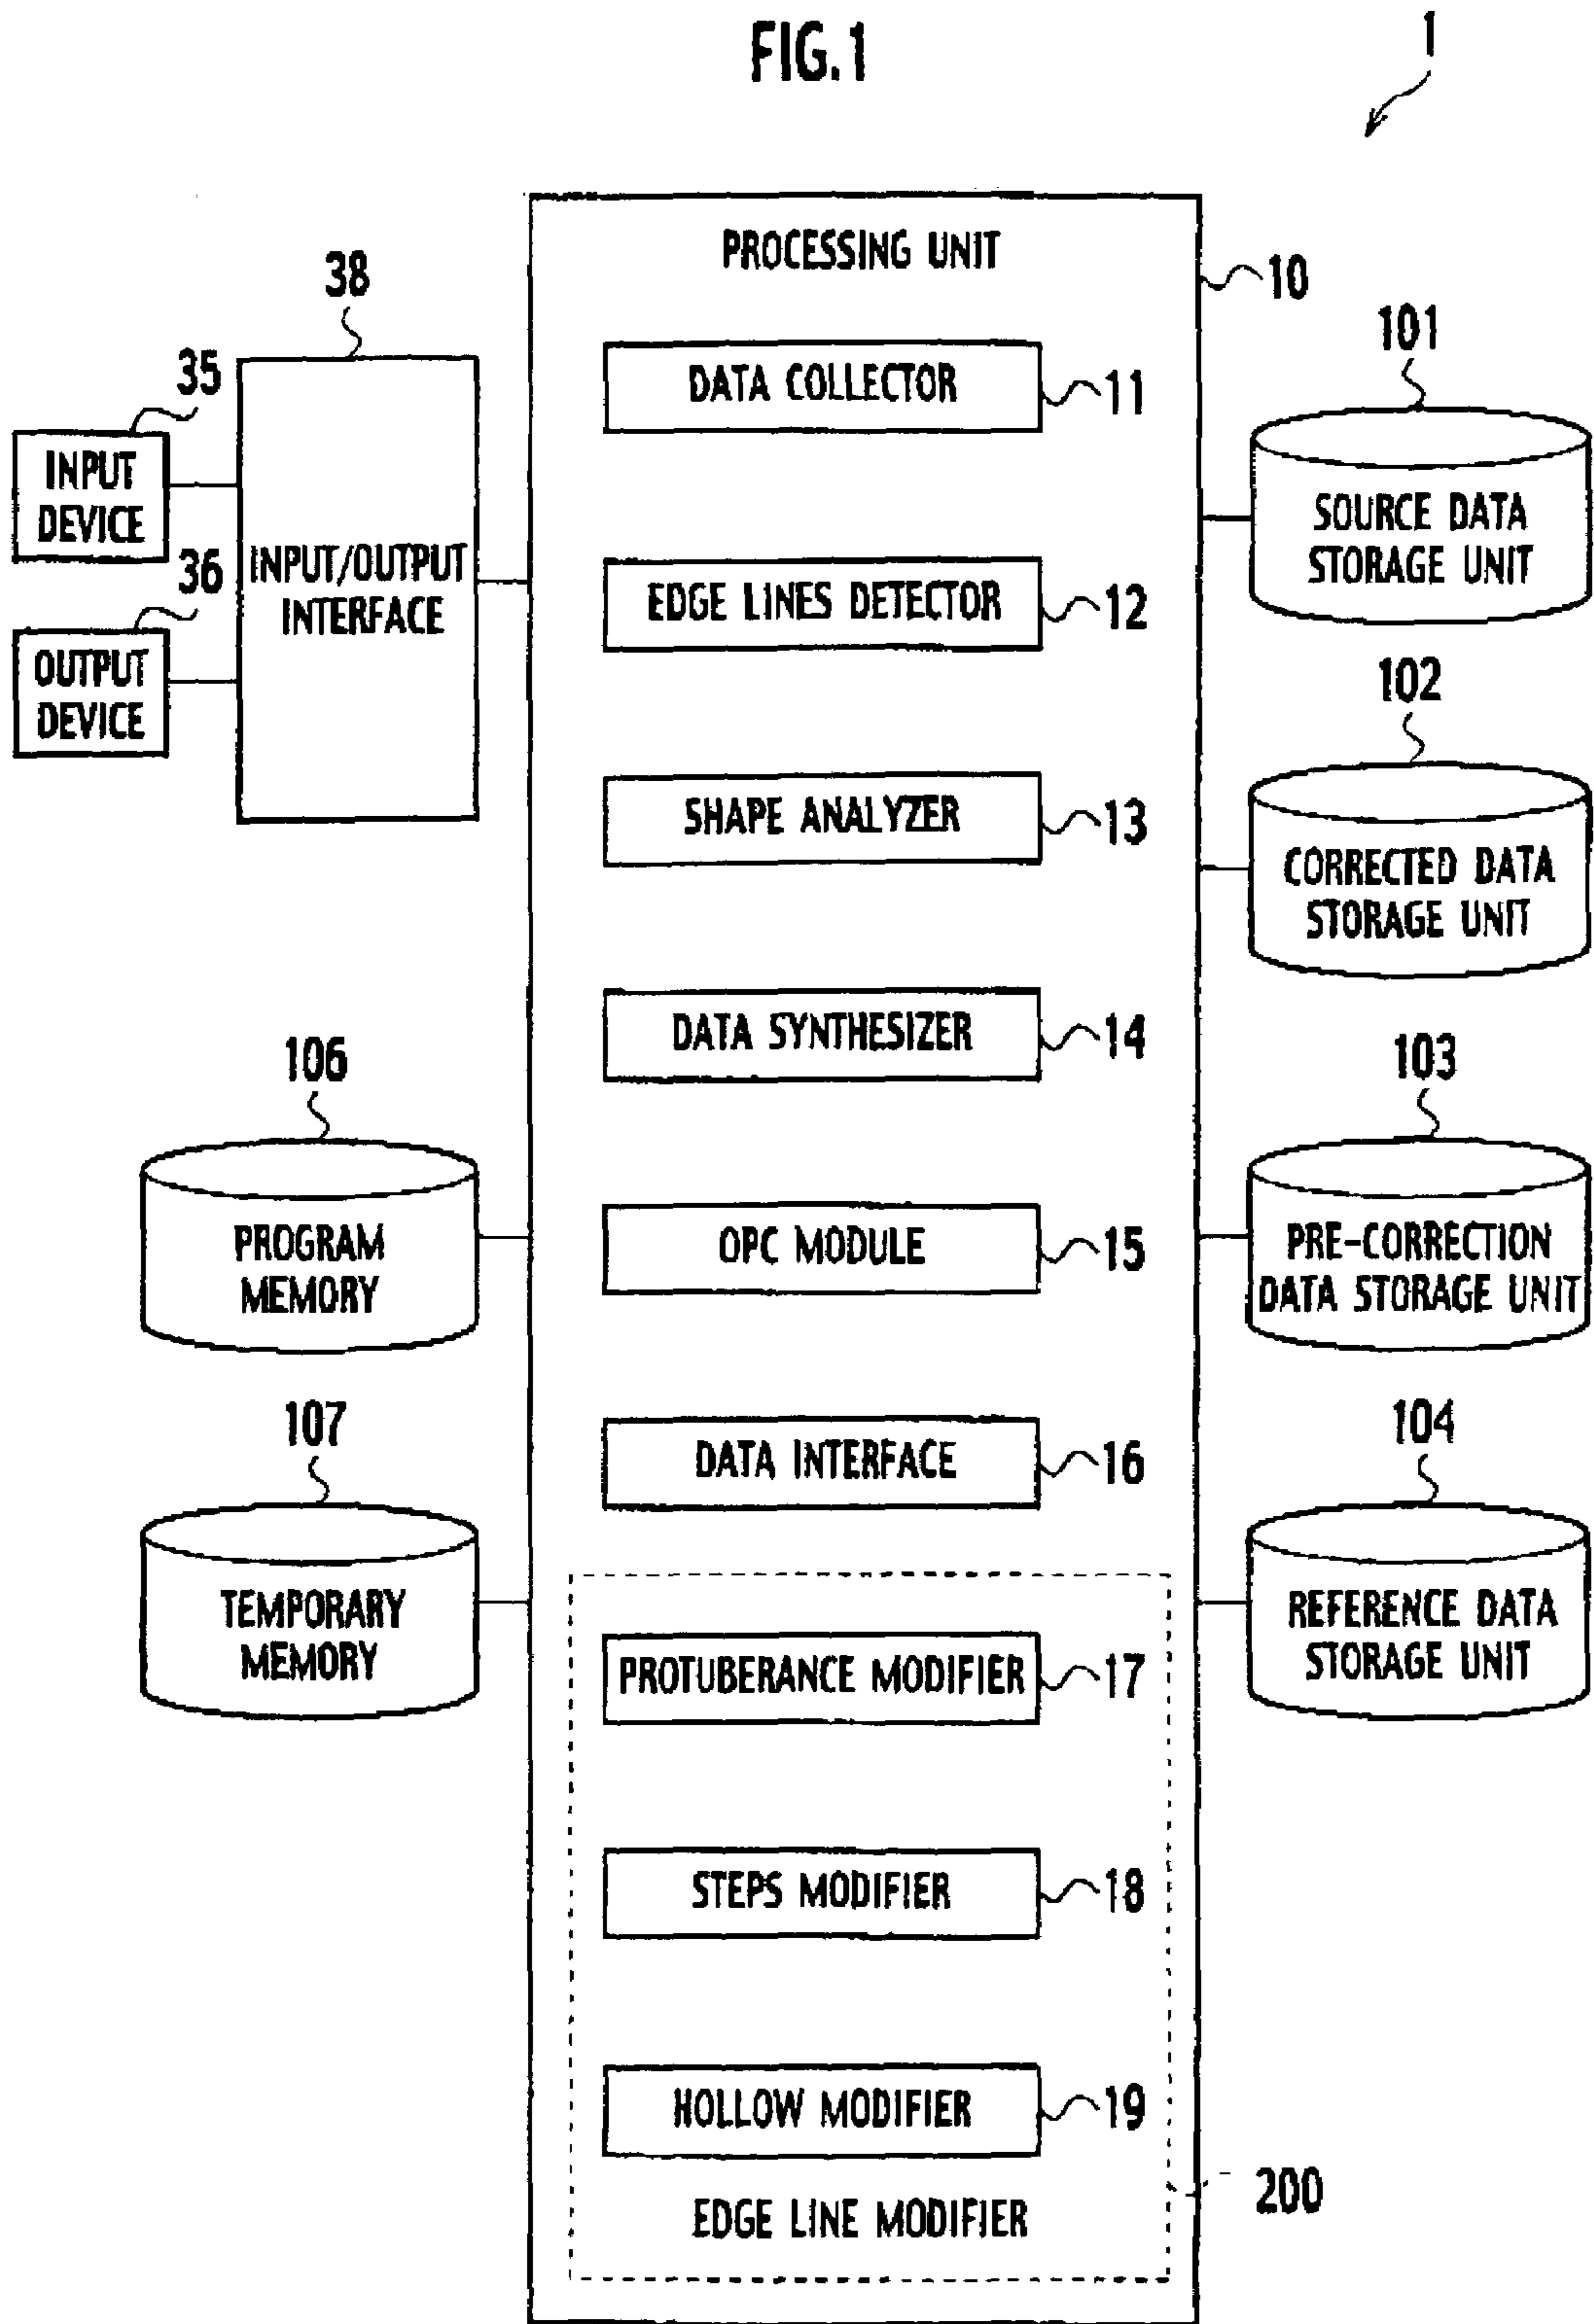 FIG.1
1
PROCESSING UNIT
10
38
35
INPUT
DEVICE
36
OUTPUT
DEVICE
INPUT/OUTPUT
INTERFACE
DATA COLLECTOR
11
EDGE LINES DETECTOR
12
SHAPE ANALYZER
13
DATA SYNTHESIZER
14
OPC MODULE
15
DATA INTERFACE
16
PROTUBERANCE MODIFIER
17
STEPS MODIFIER
18
HOLLOW MODIFIER
19
EDGE LINE MODIFIER
200
101
SOURCE DATA
STORAGE UNIT
102
CORRECTED DATA
STORAGE UNIT
103
PRE-CORRECTION
DATA STORAGE UNIT
104
REFERENCE DATA
STORAGE UNIT
106
PROGRAM
MEMORY
107
TEMPORARY
MEMORY